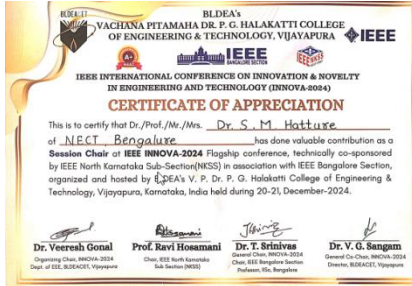 BLDEA's
VACHANA PITAMAHA DR. P. G. HALAKATTI COLLEGE
OF ENGINEERING & TECHNOLOGY, VIJAYAPURA
IEEE
IEEE
BANGALORE SECTION
IEEE INTERNATIONAL CONFERENCE ON INNOVATION & NOVELTY
IN ENGINEERING AND TECHNOLOGY (INNOVA-2024)
CERTIFICATE OF APPRECIATION
This is to certify that Dr./Prof./Mr./Mrs. Dr. S. M. Hatture
of NECT, Bengalure has done valuable contribution as a
Session Chair at IEEE INNOVA-2024 Flagship conference, technically co-sponsored
by IEEE North Karnataka Sub-Section(NKSS) in association with IEEE Bangalore Section,
organized and hosted by BLDEA's V. P. Dr. P. G. Halakatti College of Engineering &
Technology, Vijayapura, Karnataka, India held during 20-21, December-2024.
Dr. Veeresh Gonal Prof. Ravi Hosamani Dr. T. Srinivas Dr. V. G. Sangam
Organizing Chair, INNOVA-2024 Chair, IEEE North Karnataka General Chair, INNOVA-2024 General Co-Chair, INNOVA-2024
Dept. of EEE, BLDEACET, Vijayapura Sub Section (NKSS) Chair, IEEE Bangalore Section Director, BLDEACET, Vijayapura
Professor, IISc, Bangalore